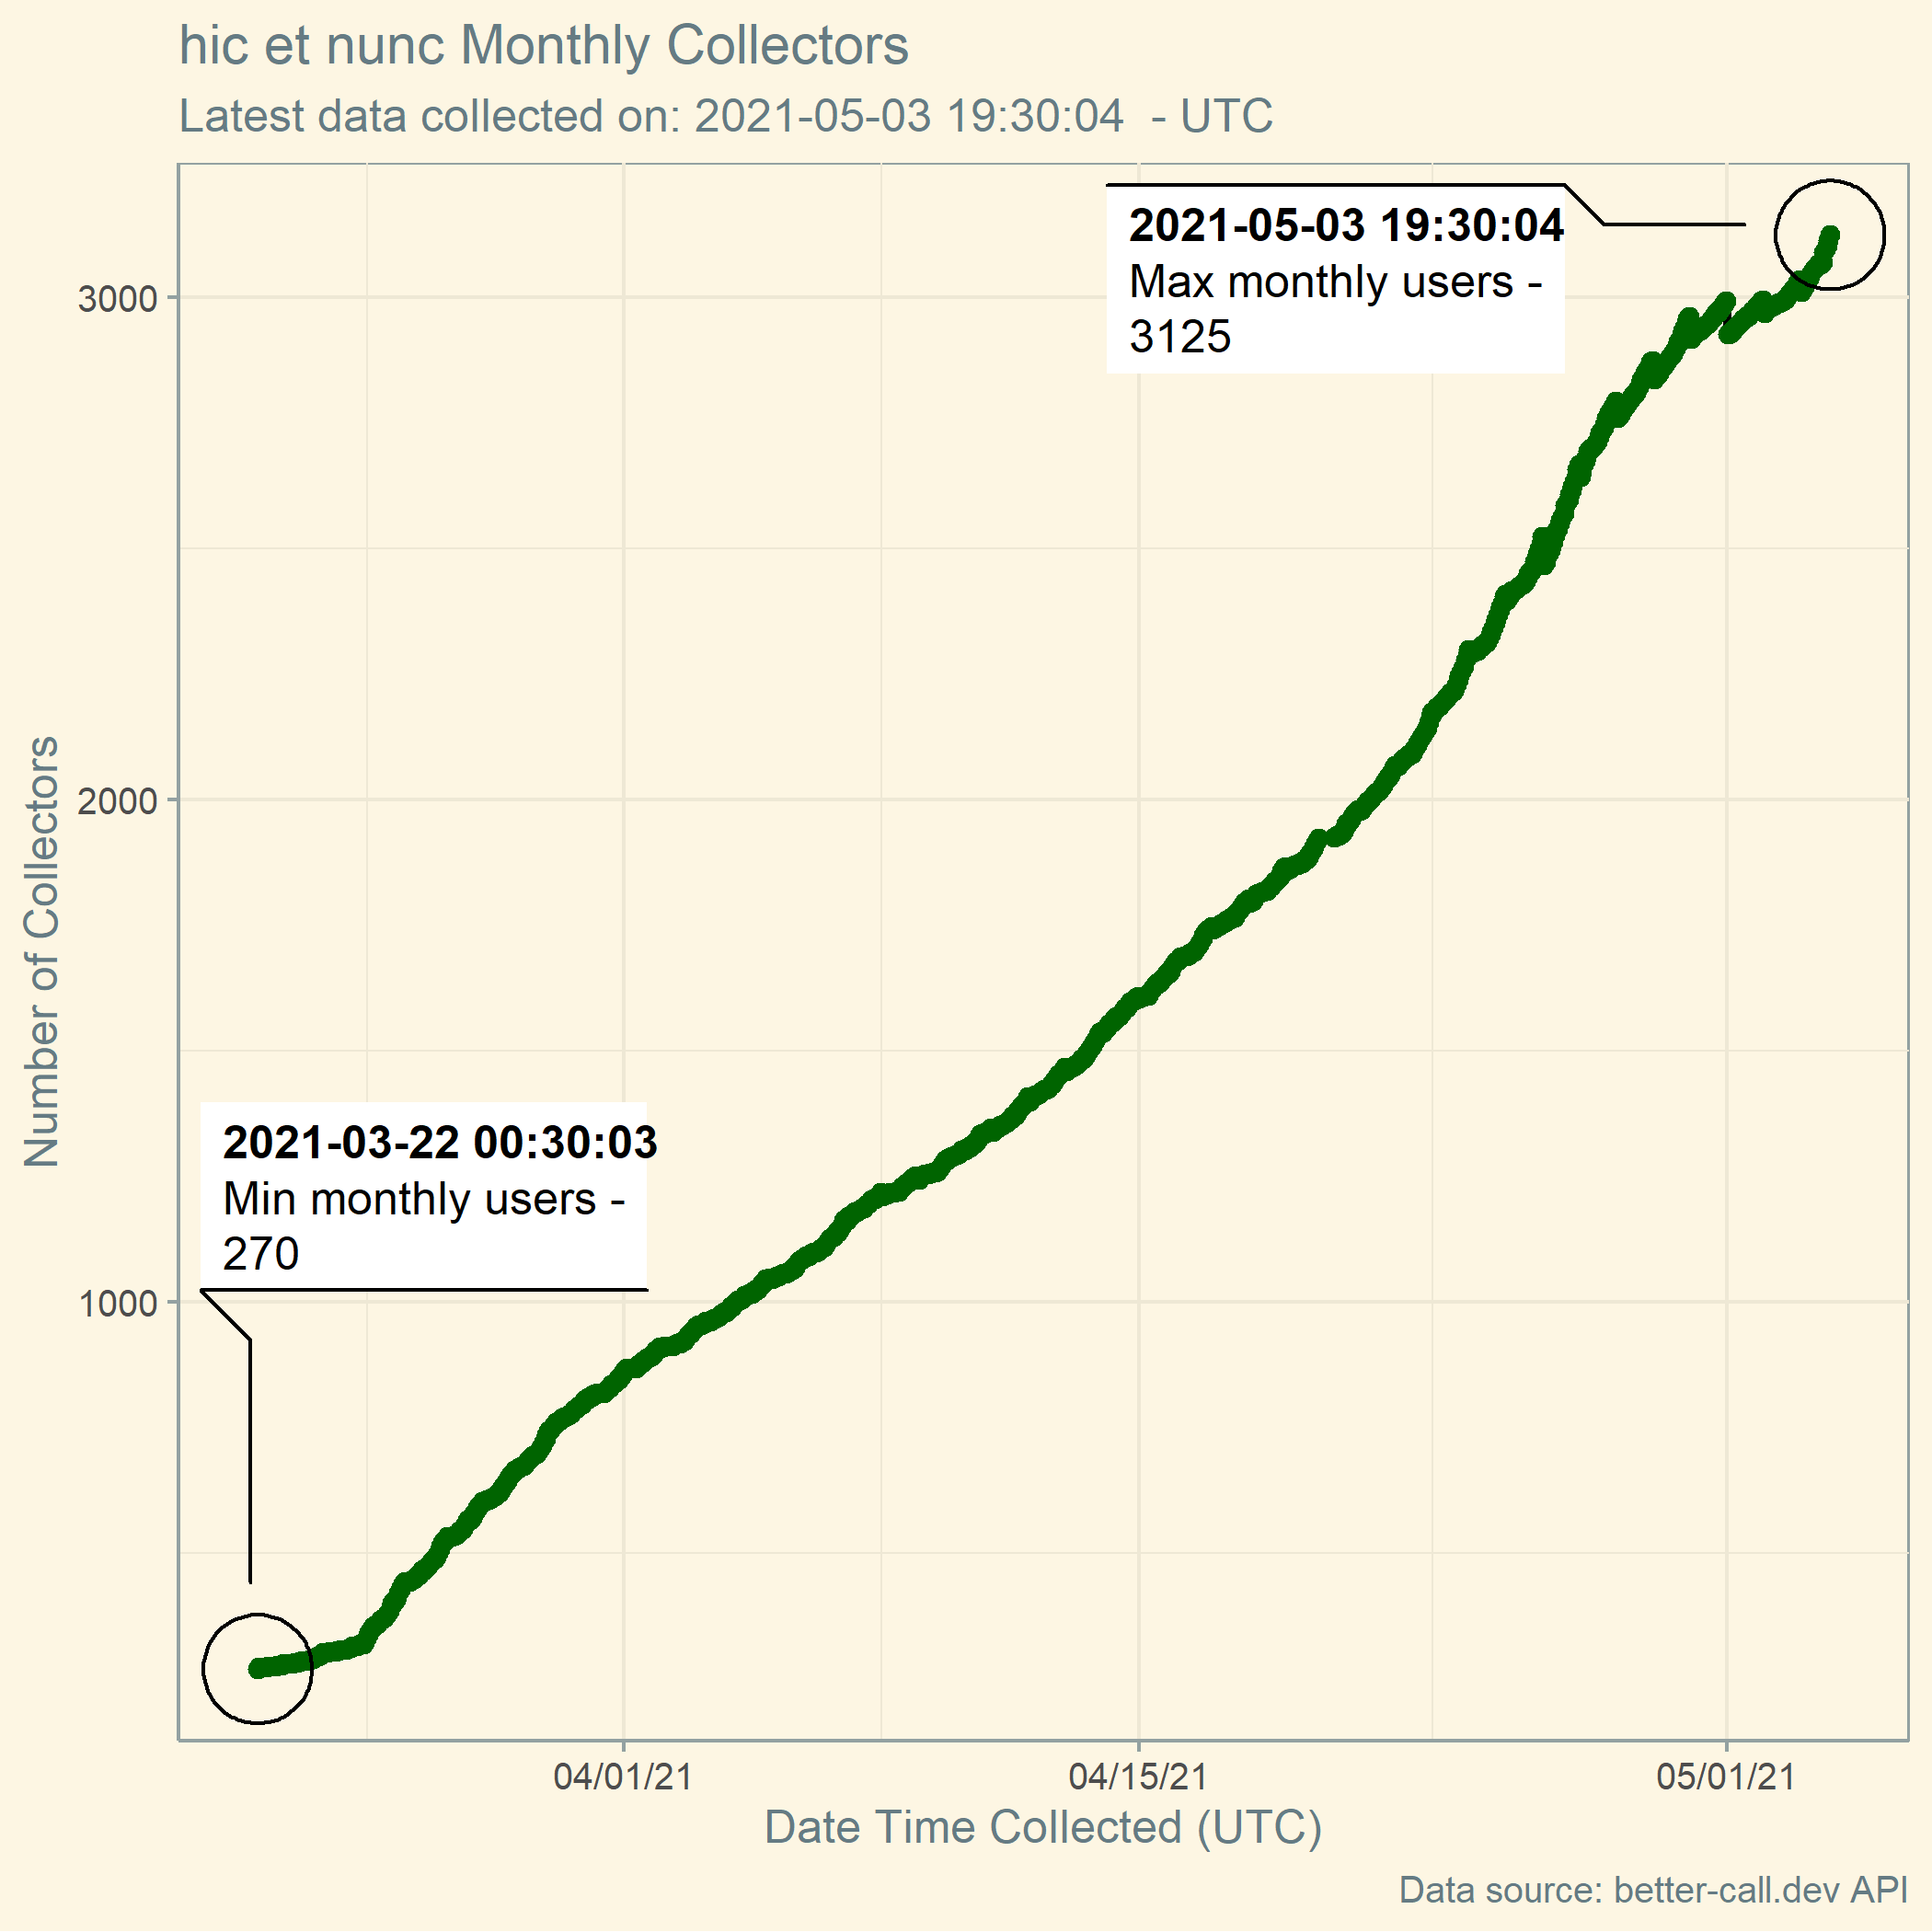 hic et nunc Monthly Collectors
Latest data collected on: 2021-05-03 19:30:04  - UTC
2021-05-03 19:30:04
Max monthly users -
3125
3000
2000
1000
Number of Collectors
2021-03-22 00:30:03
Min monthly users -
270
04/01/21
04/15/21
05/01/21
Date Time Collected (UTC)
Data source: better-call.dev API